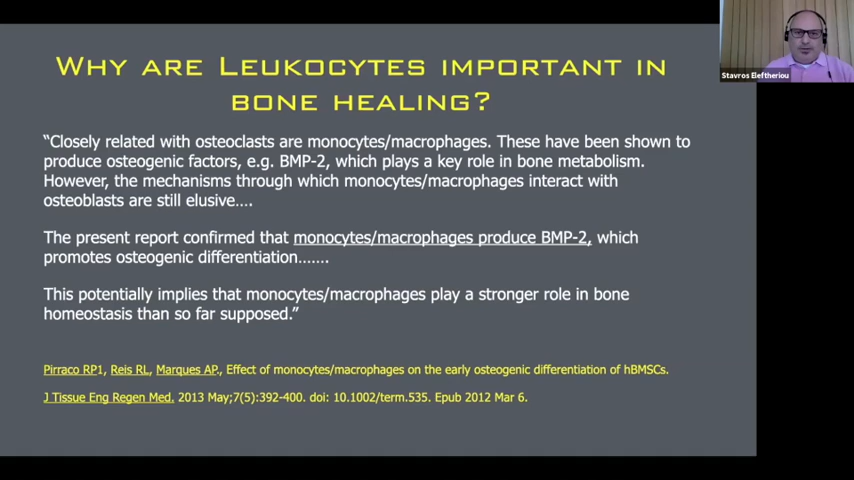 WHY ARE LEUKOCYTES IMPORTANT IN
BONE HEALING?
Stavros Eleftheriou
“Closely related with osteoclasts are monocytes/macrophages. These have been shown to
produce osteogenic factors, e.g. BMP-2, which plays a key role in bone metabolism.
However, the mechanisms through which monocytes/macrophages interact with
osteoblasts are still elusive….
The present report confirmed that monocytes/macrophages produce BMP-2, which
promotes osteogenic differentiation…….
This potentially implies that monocytes/macrophages play a stronger role in bone
homeostasis than so far supposed.”
Pirraco RP1, Reis RL, Marques AP., Effect of monocytes/macrophages on the early osteogenic differentiation of hBMSCs.
J Tissue Eng Regen Med. 2013 May;7(5):392-400. doi: 10.1002/term.535. Epub 2012 Mar 6.